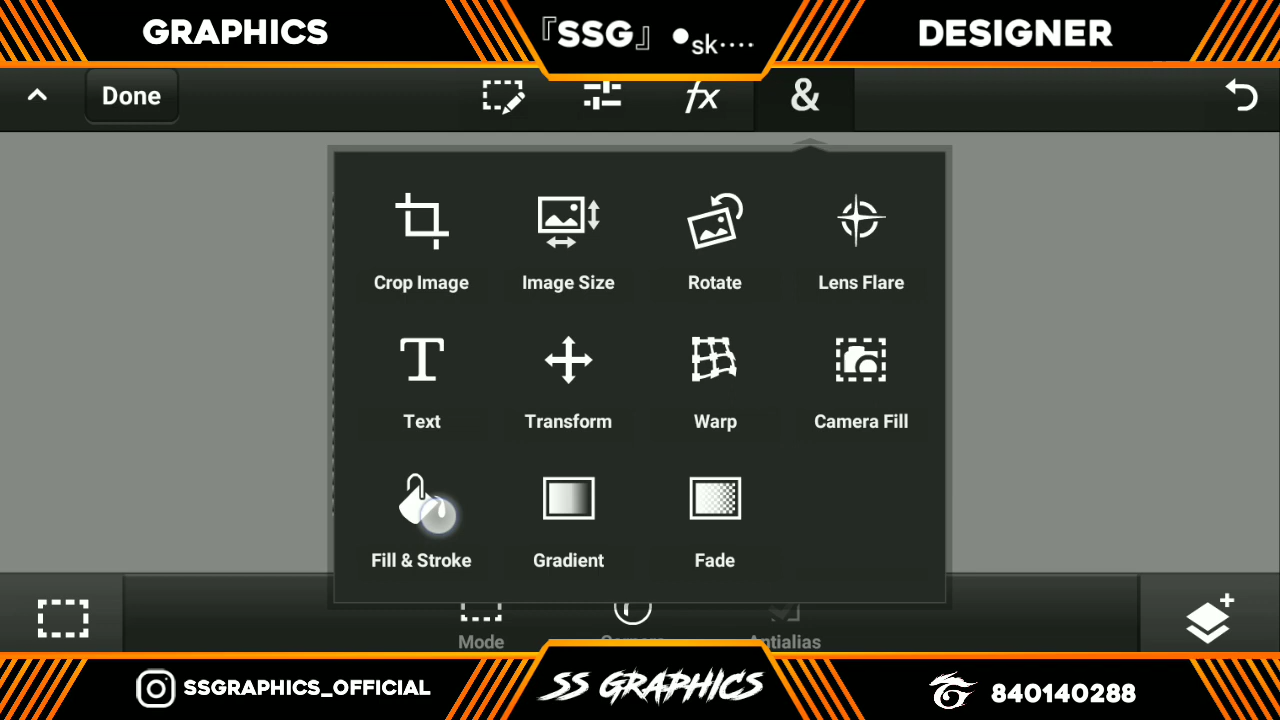 GRAPHICS
『SSG』 ●sk····
DESIGNER
Done
fx
&
Crop Image
Image Size
Rotate
Lens Flare
Text
Transform
Warp
Camera Fill
Fill & Stroke
Gradient
Fade
Mode
Antialias
SSGRAPHICS_OFFICIAL
SS GRAPHICS
840140288